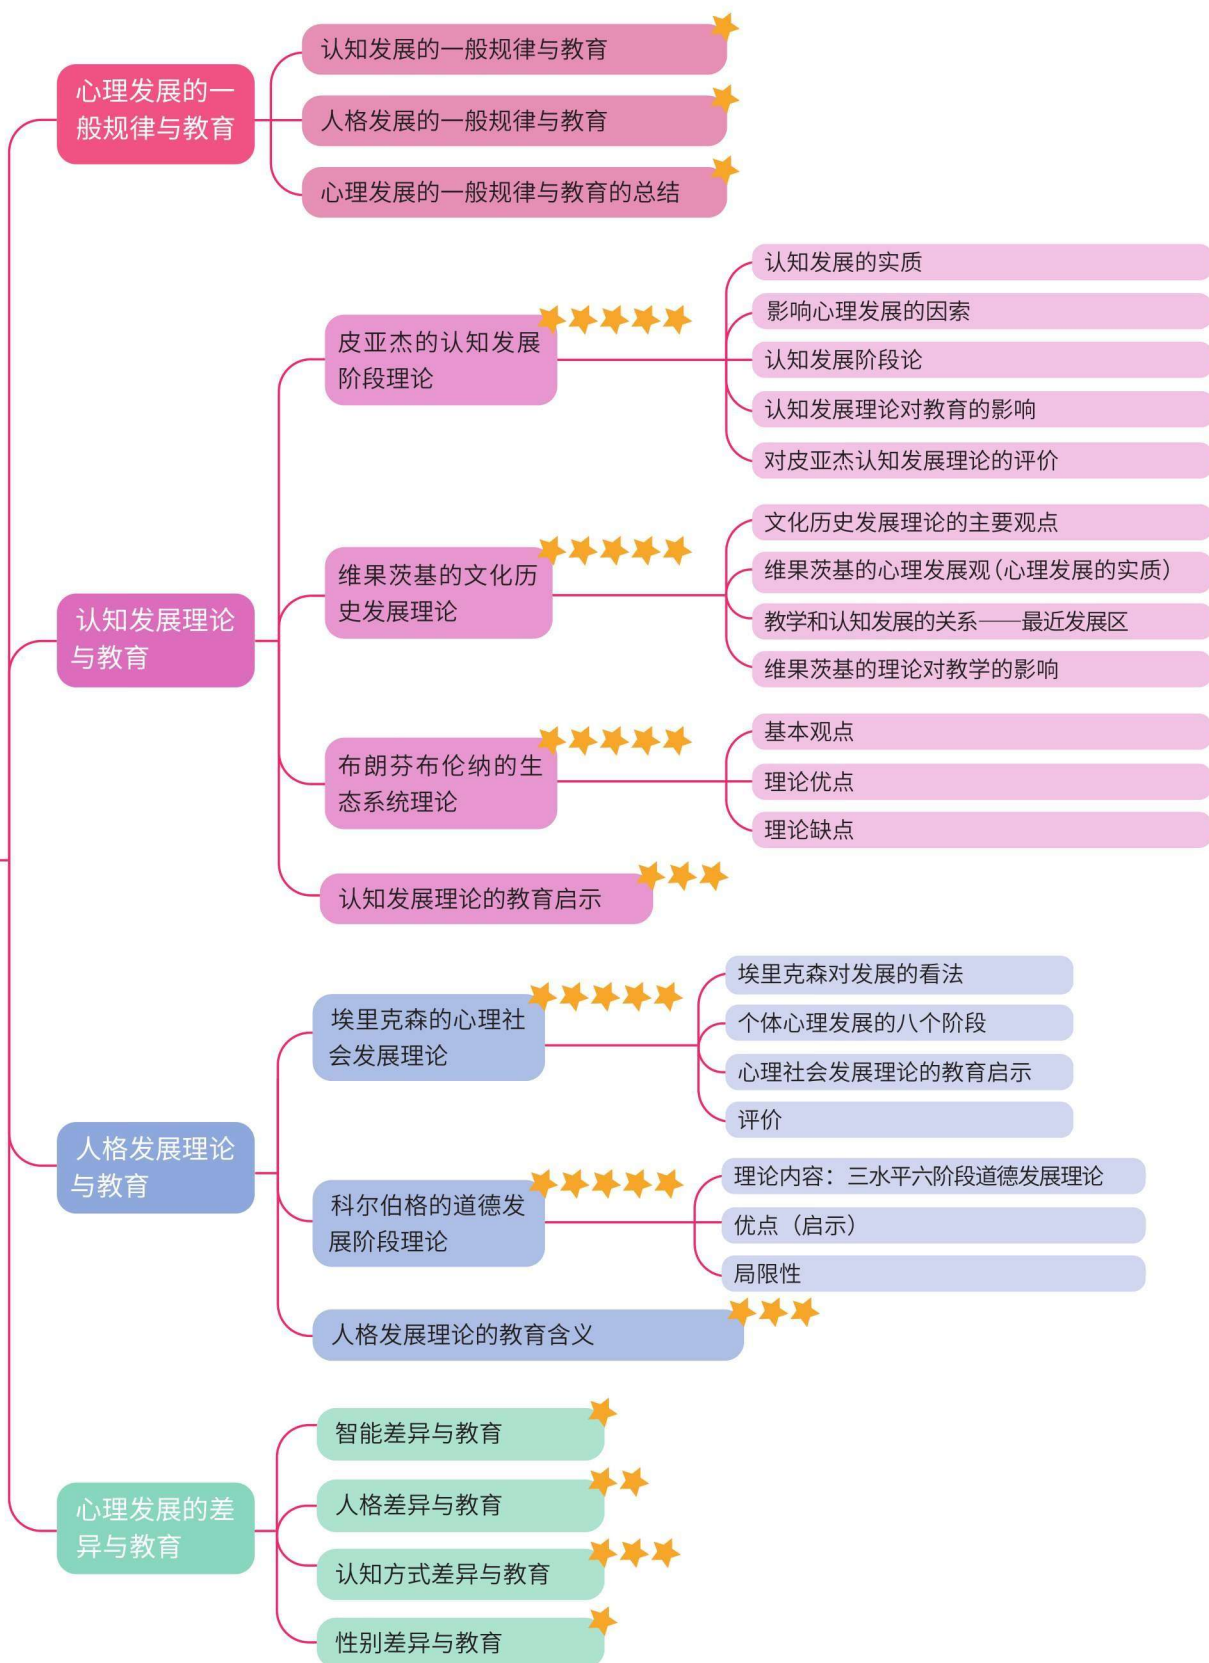 心理发展的一
般规律与教育
认知发展的一般规律与教育
人格发展的一般规律与教育
心理发展的一般规律与教育的总结
认知发展理论
与教育
皮亚杰的认知发展
阶段理论
认知发展的实质
影响心理发展的因索
认知发展阶段论
认知发展理论对教育的影响
对皮亚杰认知发展理论的评价
维果茨基的文化历
史发展理论
文化历史发展理论的主要观点
维果茨基的心理发展观(心理发展的实质)
教学和认知发展的关系——最近发展区
维果茨基的理论对教学的影响
布朗芬布伦纳的生
态系统理论
基本观点
理论优点
理论缺点
认知发展理论的教育启示
人格发展理论
与教育
埃里克森的心理社
会发展理论
埃里克森对发展的看法
个体心理发展的八个阶段
心理社会发展理论的教育启示
评价
科尔伯格的道德发
展阶段理论
理论内容：三水平六阶段道德发展理论
优点（启示）
局限性
人格发展理论的教育含义
心理发展的差
异与教育
智能差异与教育
人格差异与教育
认知方式差异与教育
性别差异与教育